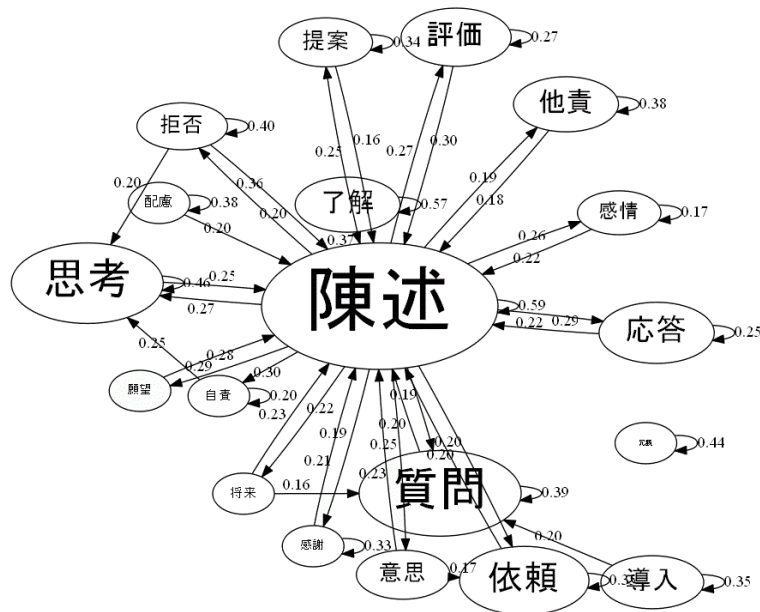 提案
0.34
評価
0.27
他責
0.38
拒否
0.40
0.16
0.25
0.27
0.30
0.19
0.18
0.20
0.36
0.20
配慮
0.38
了解
0.57
感情
0.17
0.20
0.37
0.26
0.22
思考
0.46
0.25
0.27
陳述
0.59
0.29
0.22
応答
0.25
0.25
願望
0.28
0.29
自責
0.20
0.30
0.23
0.22
0.19
0.21
0.20
0.25
0.23
0.19
0.20
0.20
0.44
将来
0.16
質問
0.39
感謝
0.33
意思
0.17
依頼
0.20
導入
0.35